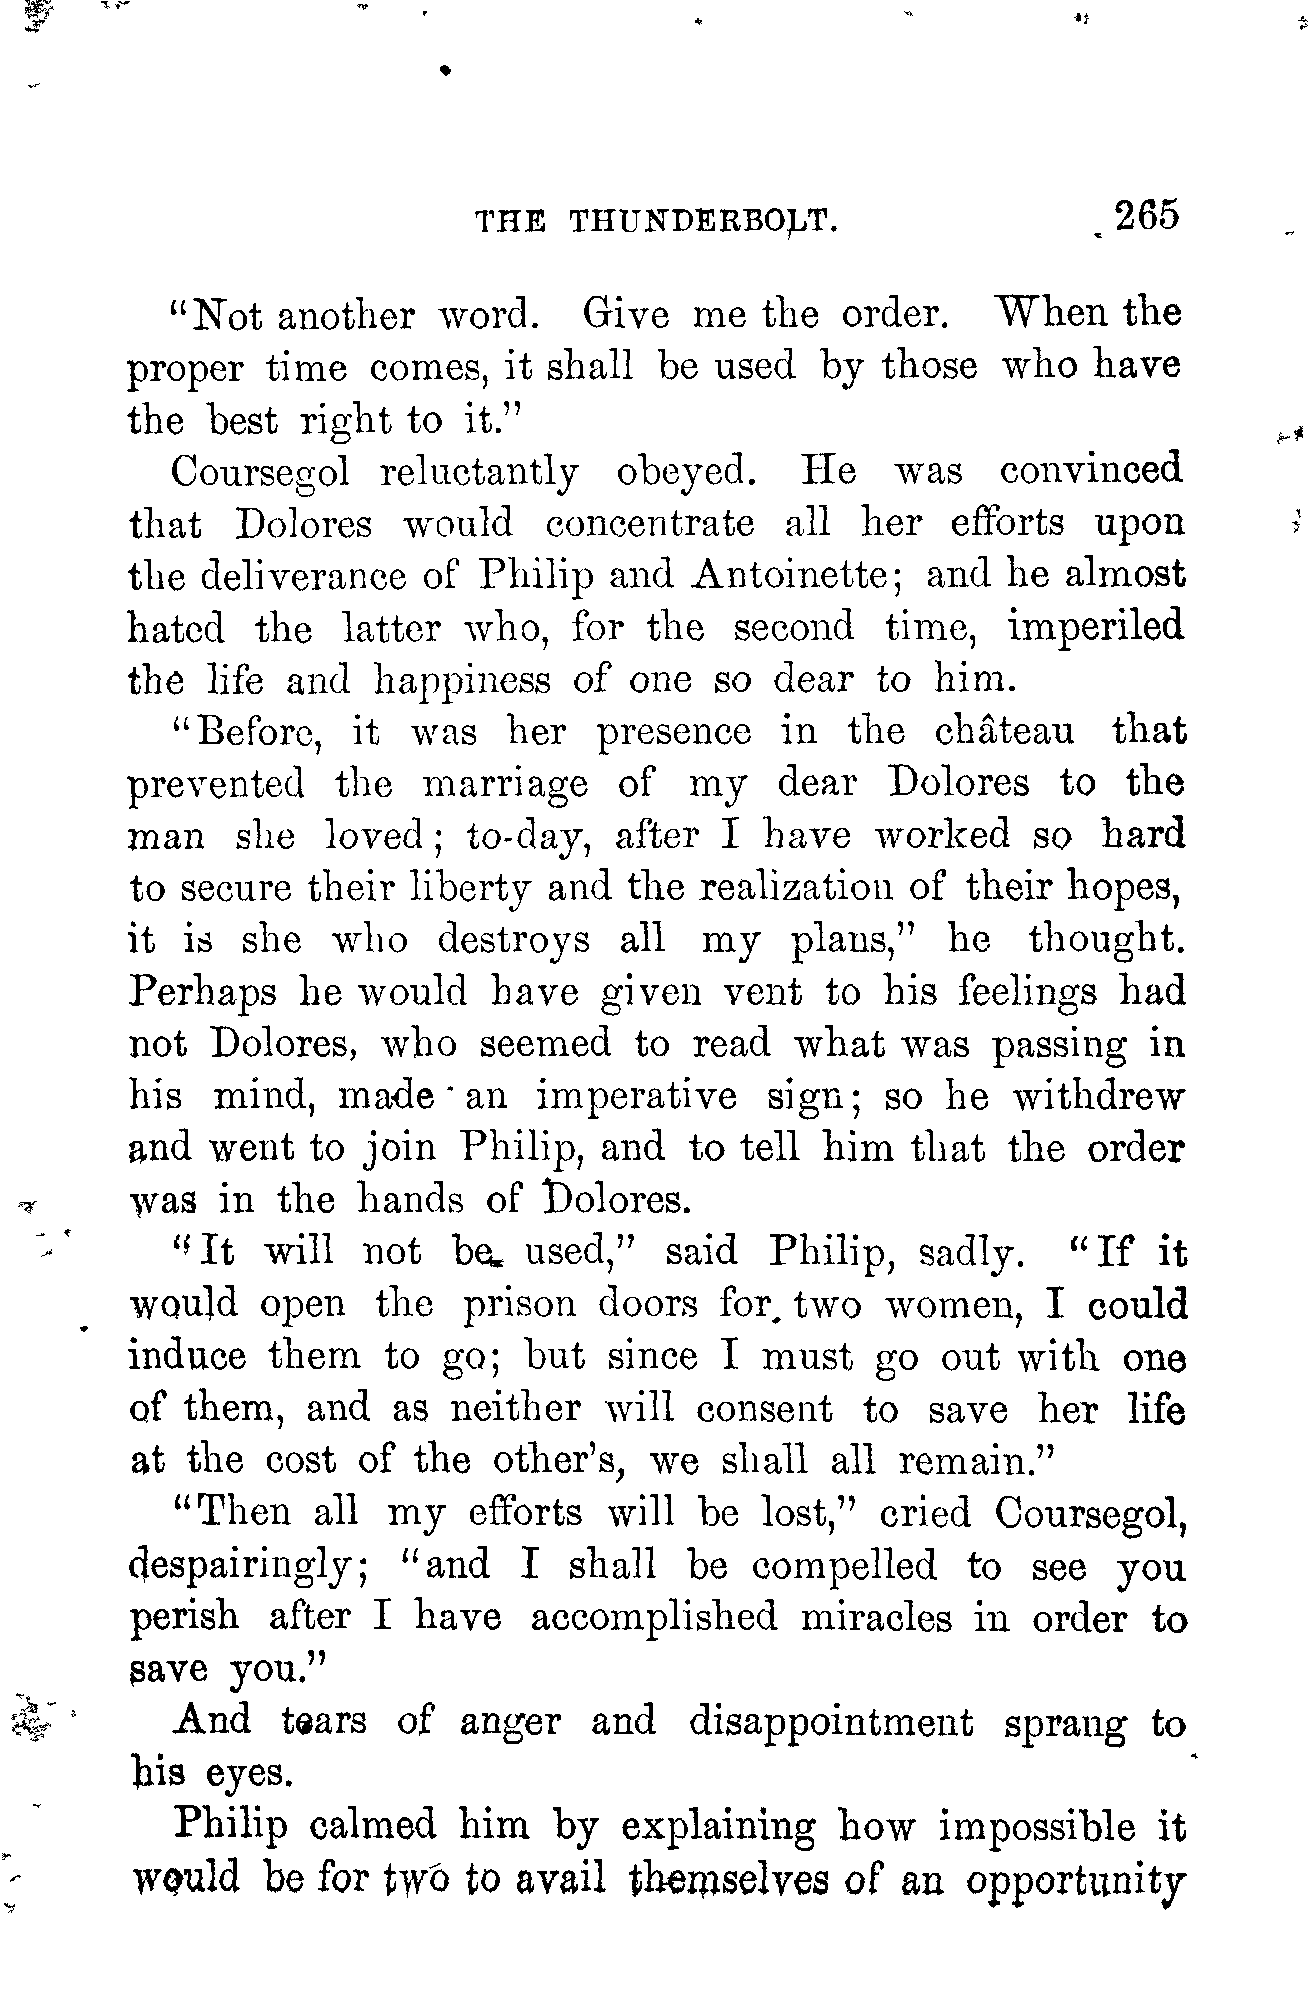 THE THUNDERBOLT. 265
"Not another word. Give me the order. When the
proper time comes, it shall be used by those who have
the best right to it."
Coursegol reluctantly obeyed. He was convinced
that Dolores would concentrate all her efforts upon
the deliverance of Philip and Antoinette; and he almost
hated the latter who, for the second time, imperiled
the life and happiness of one so dear to him.
"Before, it was her presence in the château that
prevented the marriage of my dear Dolores to the
man she loved; to-day, after I have worked so hard
to secure their liberty and the realization of their hopes,
it is she who destroys all my plans," he thought.
Perhaps he would have given vent to his feelings had
not Dolores, who seemed to read what was passing in
his mind, made an imperative sign; so he withdrew
and went to join Philip, and to tell him that the order
was in the hands of Dolores.
"It will not be used," said Philip, sadly. "If it
would open the prison doors for two women, I could
induce them to go; but since I must go out with one
of them, and as neither will consent to save her life
at the cost of the other's, we shall all remain."
"Then all my efforts will be lost," cried Coursegol,
despairingly; "and I shall be compelled to see you
perish after I have accomplished miracles in order to
save you."
And tears of anger and disappointment sprang to
his eyes.
Philip calmed him by explaining how impossible it
would be for two to avail themselves of an opportunity